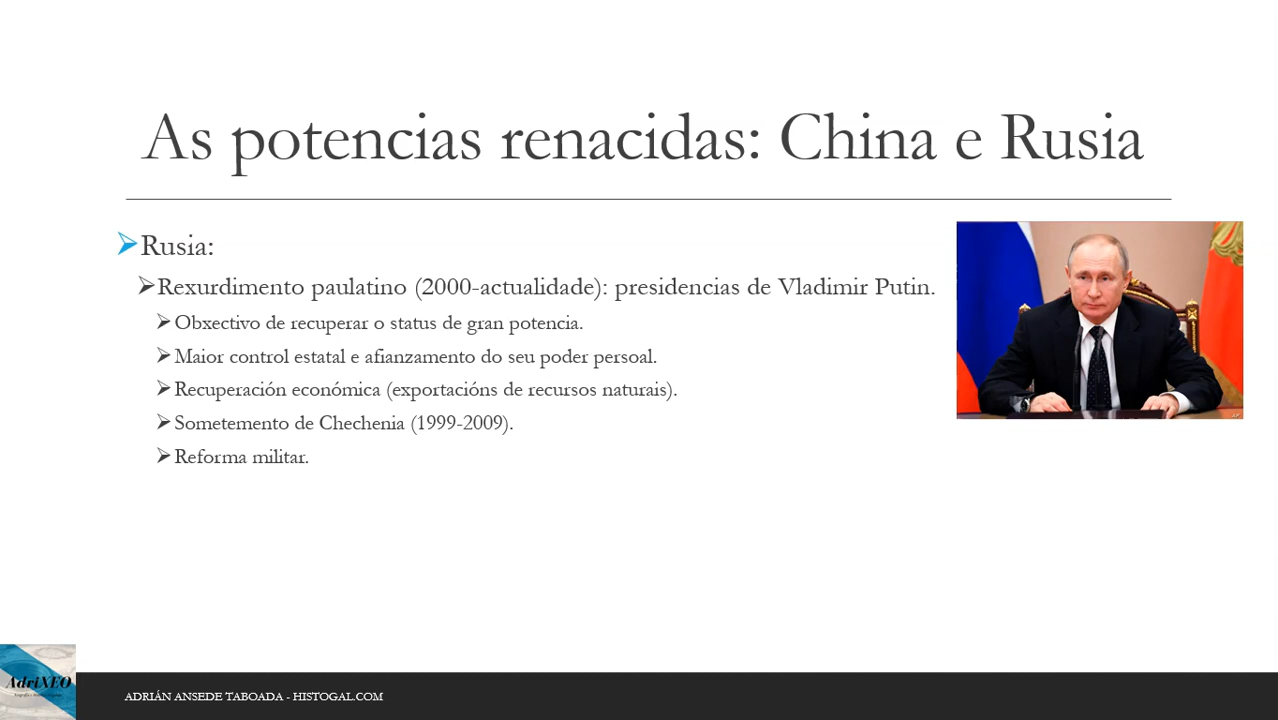 As potencias renacidas: China e Rusia
Rusia:
Rexurdimento paulatino (2000-actualidade): presidencias de Vladimir Putin.
Obxectivo de recuperar o status de gran potencia.
Maior control estatal e afianzamento do seu poder persoal.
Recuperación económica (exportacións de recursos naturais).
Sometemento de Chechenia (1999-2009).
Reforma militar.
AdriXEO
ADRIÁN ANSEDE TABOADA - HISTOGAL.COM